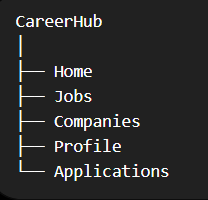 CareerHub
│
├── Home
├── Jobs
├── Companies
├── Profile
└── Applications